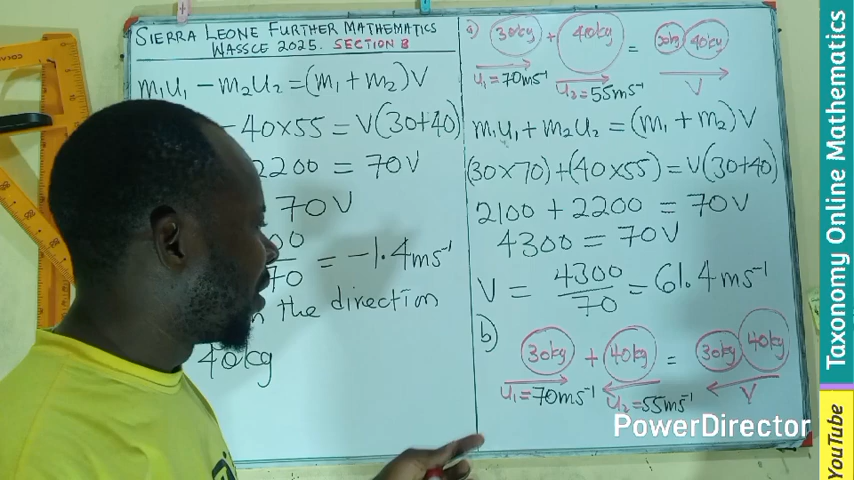 SIERRA LEONE FURTHER MATHEMATICS
WASSCE 2025. SECTION B
m₁u₁ − m₂u₂ = (m₁ + m₂)V
− 40×55 = V(30+40)
2200 = 70V
70V
00
70 = −1.4ms⁻¹
the direction
40kg
a) 30kg + 40kg = 30kg 40kg
u₁ = 70ms⁻¹ u₂ = 55ms⁻¹ V
m₁u₁ + m₂u₂ = (m₁ + m₂)V
(30×70) + (40×55) = V(30+40)
2100 + 2200 = 70V
4300 = 70V
V = 4300/70 = 61.4ms⁻¹
b) 30kg + 40kg = 30kg 40kg
u₁ = 70ms⁻¹ u₂ = 55ms⁻¹ V
PowerDirector
Taxonomy Online Mathematics
YouTube